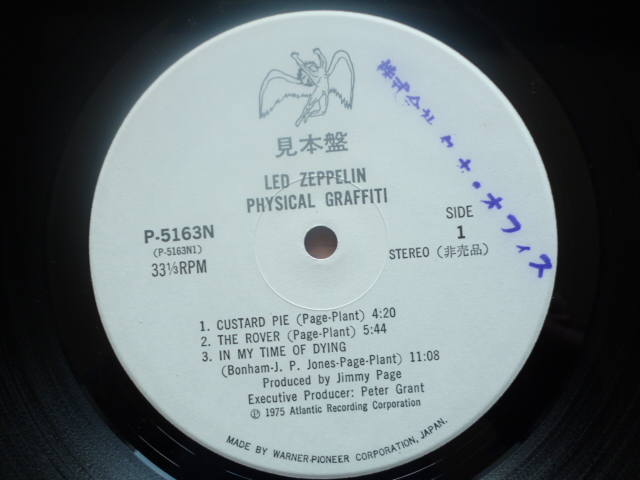 見本盤
LED ZEPPELIN
PHYSICAL GRAFFITI
P-5163N
(P-5163N1)
33⅓RPM
SIDE
1
STEREO (非売品)
株式会社 ケナ・オフィス
1. CUSTARD PIE (Page-Plant) 4:20
2. THE ROVER (Page-Plant) 5:44
3. IN MY TIME OF DYING
(Bonham-J. P. Jones-Page-Plant) 11:08
Produced by Jimmy Page
Executive Producer: Peter Grant
Ⓟ 1975 Atlantic Recording Corporation
MADE BY WARNER-PIONEER CORPORATION, JAPAN.